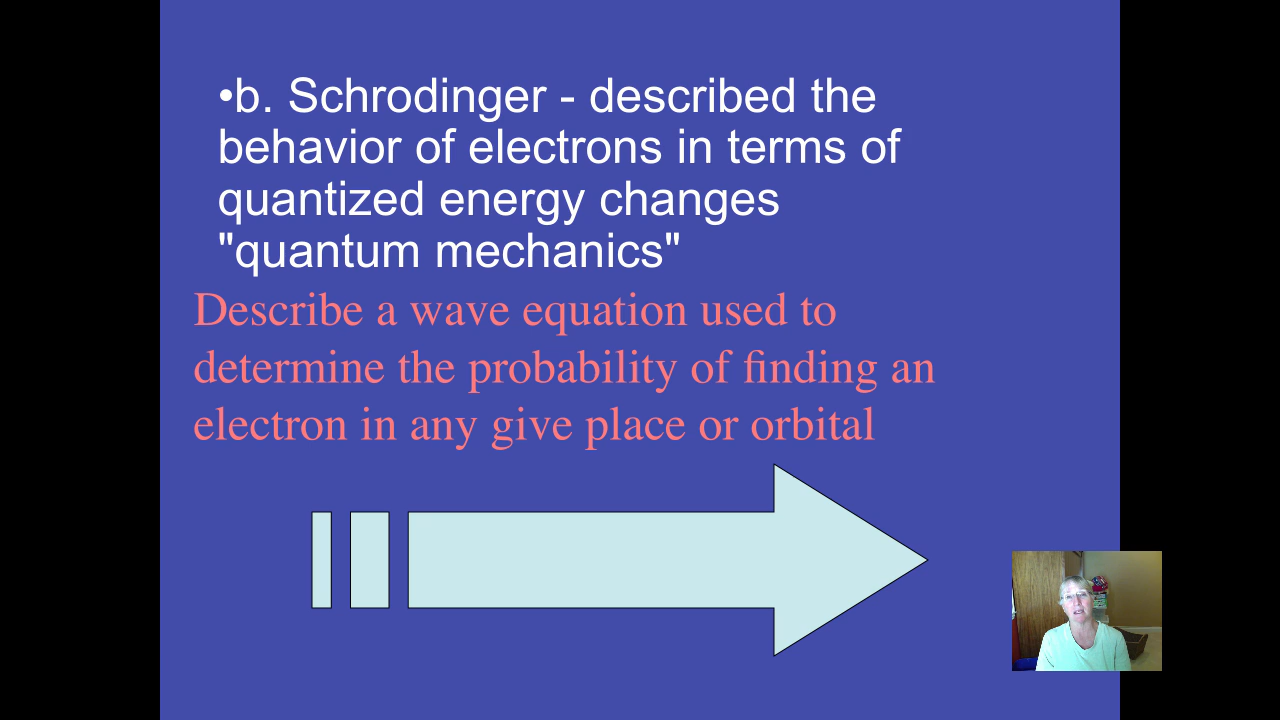 •b. Schrodinger - described the
behavior of electrons in terms of
quantized energy changes
"quantum mechanics"
Describe a wave equation used to
determine the probability of finding an
electron in any give place or orbital